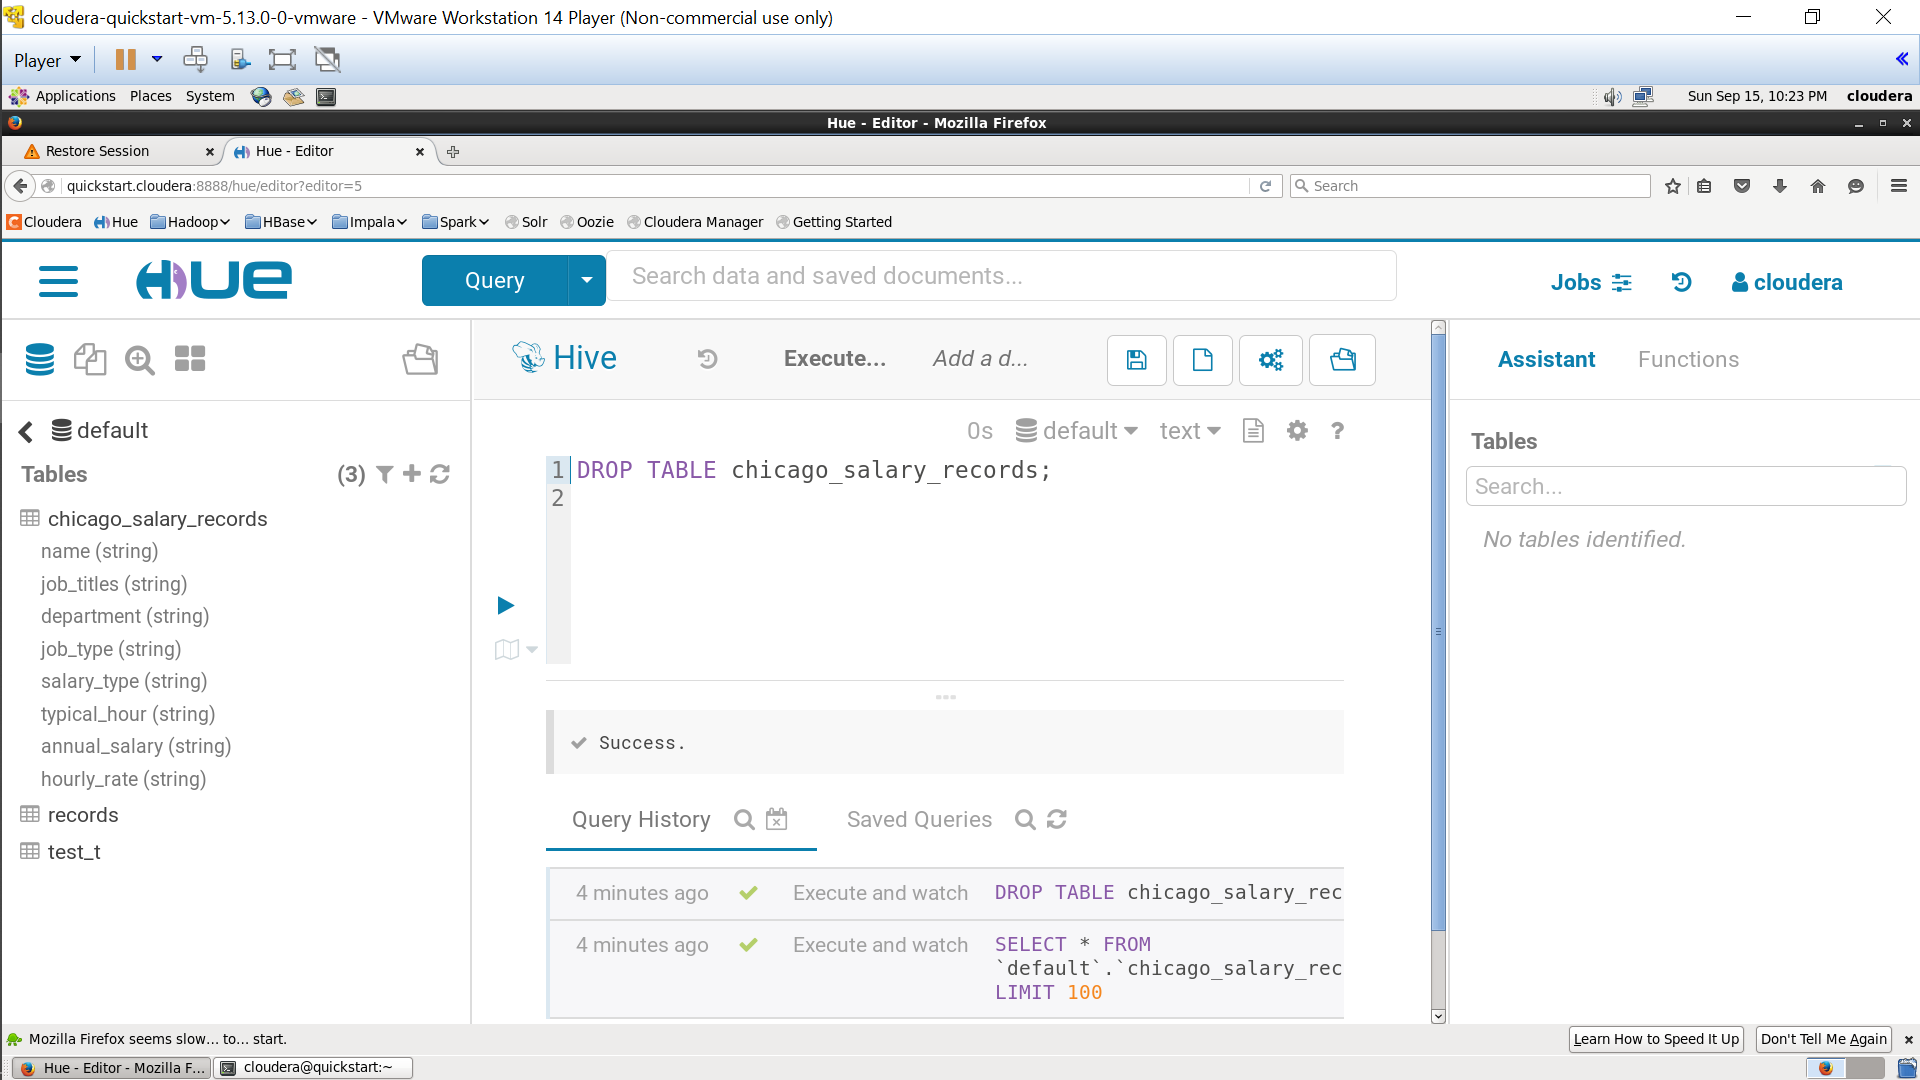 cloudera-quickstart-vm-5.13.0-0-vmware - VMware Workstation 14 Player (Non-commercial use only)
Player
Applications Places System
Sun Sep 15, 10:23 PM cloudera
Hue - Editor - Mozilla Firefox
Restore Session
Hue - Editor
quickstart.cloudera:8888/hue/editor?editor=5
Search
Cloudera Hue Hadoop HBase Impala Spark Solr Oozie Cloudera Manager Getting Started
HUE
Query
Search data and saved documents...
Jobs
cloudera
Hive
Execute...
Add a d...
Assistant
Functions
default
Tables
(3)
chicago_salary_records
name (string)
job_titles (string)
department (string)
job_type (string)
salary_type (string)
typical_hour (string)
annual_salary (string)
hourly_rate (string)
records
test_t
0s default text ?
1 DROP TABLE chicago_salary_records;
2
Success.
Query History
Saved Queries
4 minutes ago Execute and watch DROP TABLE chicago_salary_rec
4 minutes ago Execute and watch SELECT * FROM
`default`.`chicago_salary_rec
LIMIT 100
Tables
Search...
No tables identified.
Mozilla Firefox seems slow... to... start.
Learn How to Speed It Up
Don't Tell Me Again
Hue - Editor - Mozilla F...
cloudera@quickstart:~